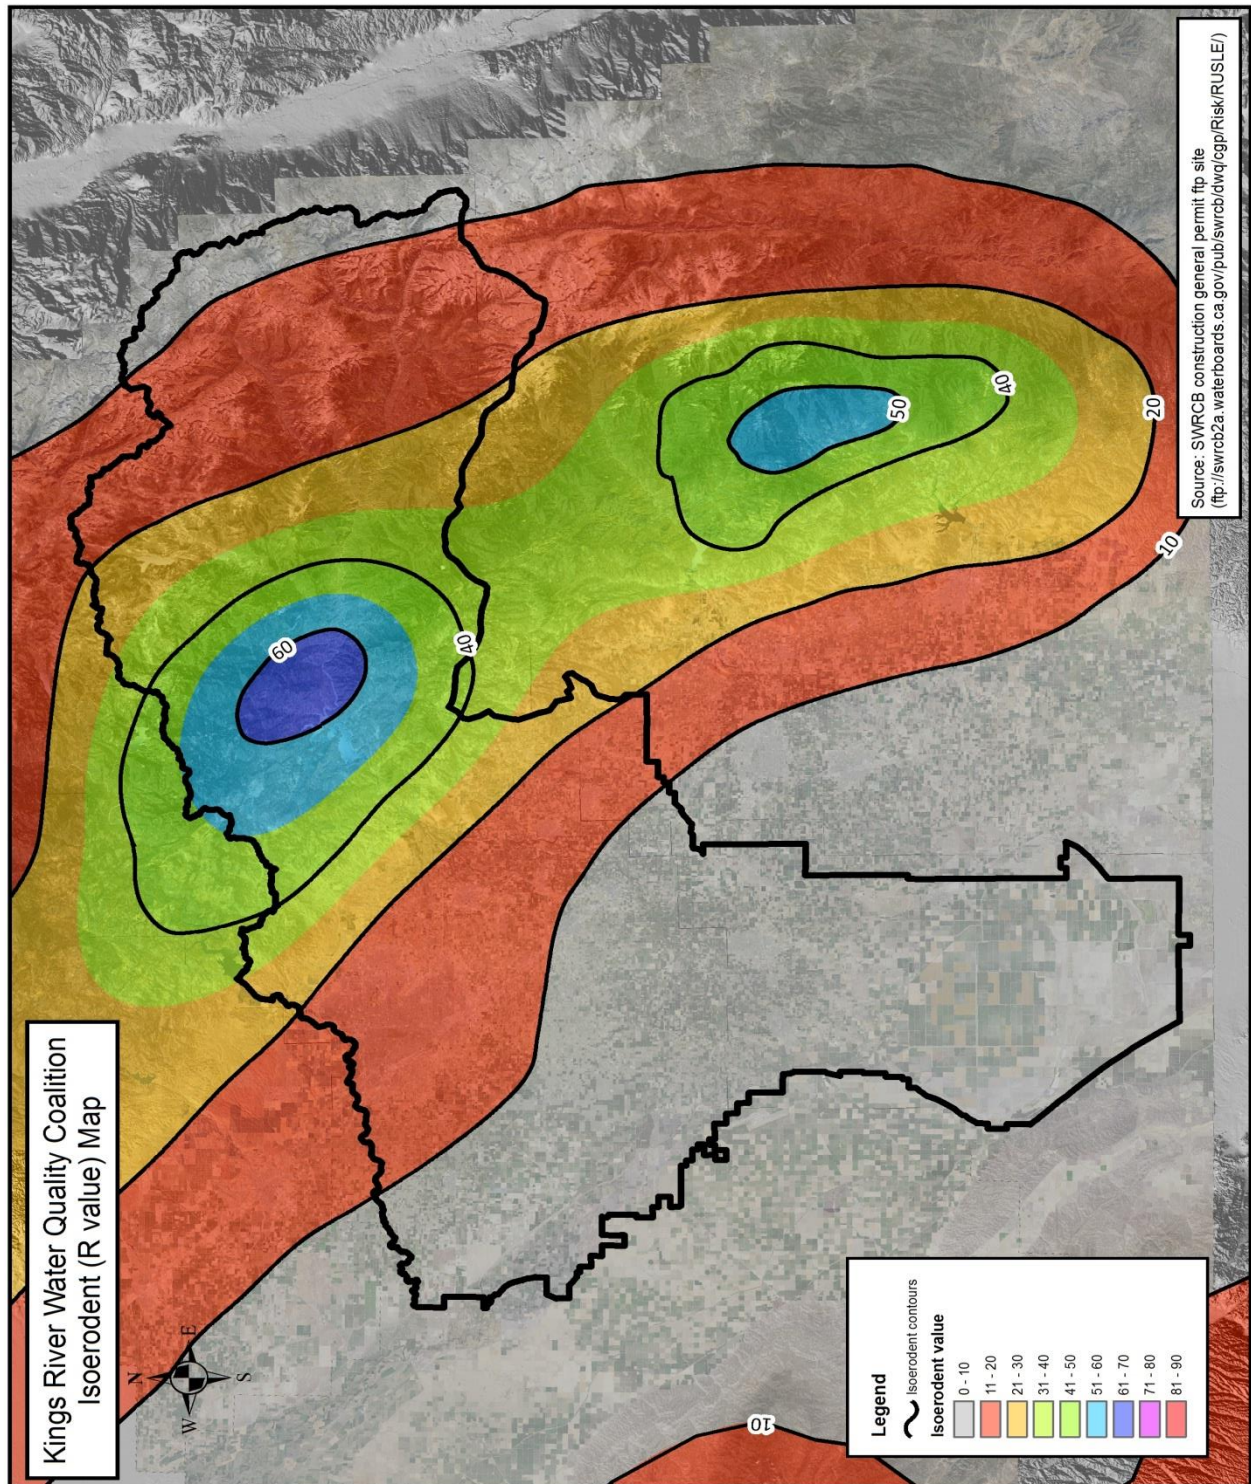 Kings River Water Quality Coalition
Isoerodent (R value) Map
N
W
E
S
60
40
40
50
20
10
10
Source: SWRCB construction general permit ftp site
(ftp://swrcb2a.waterboards.ca.gov/pub/swrcb/dwq/cgp/Risk/RUSLE/)
Legend
Isoerodent contours
Isoerodent value
0 - 10
11 - 20
21 - 30
31 - 40
41 - 50
51 - 60
61 - 70
71 - 80
81 - 90